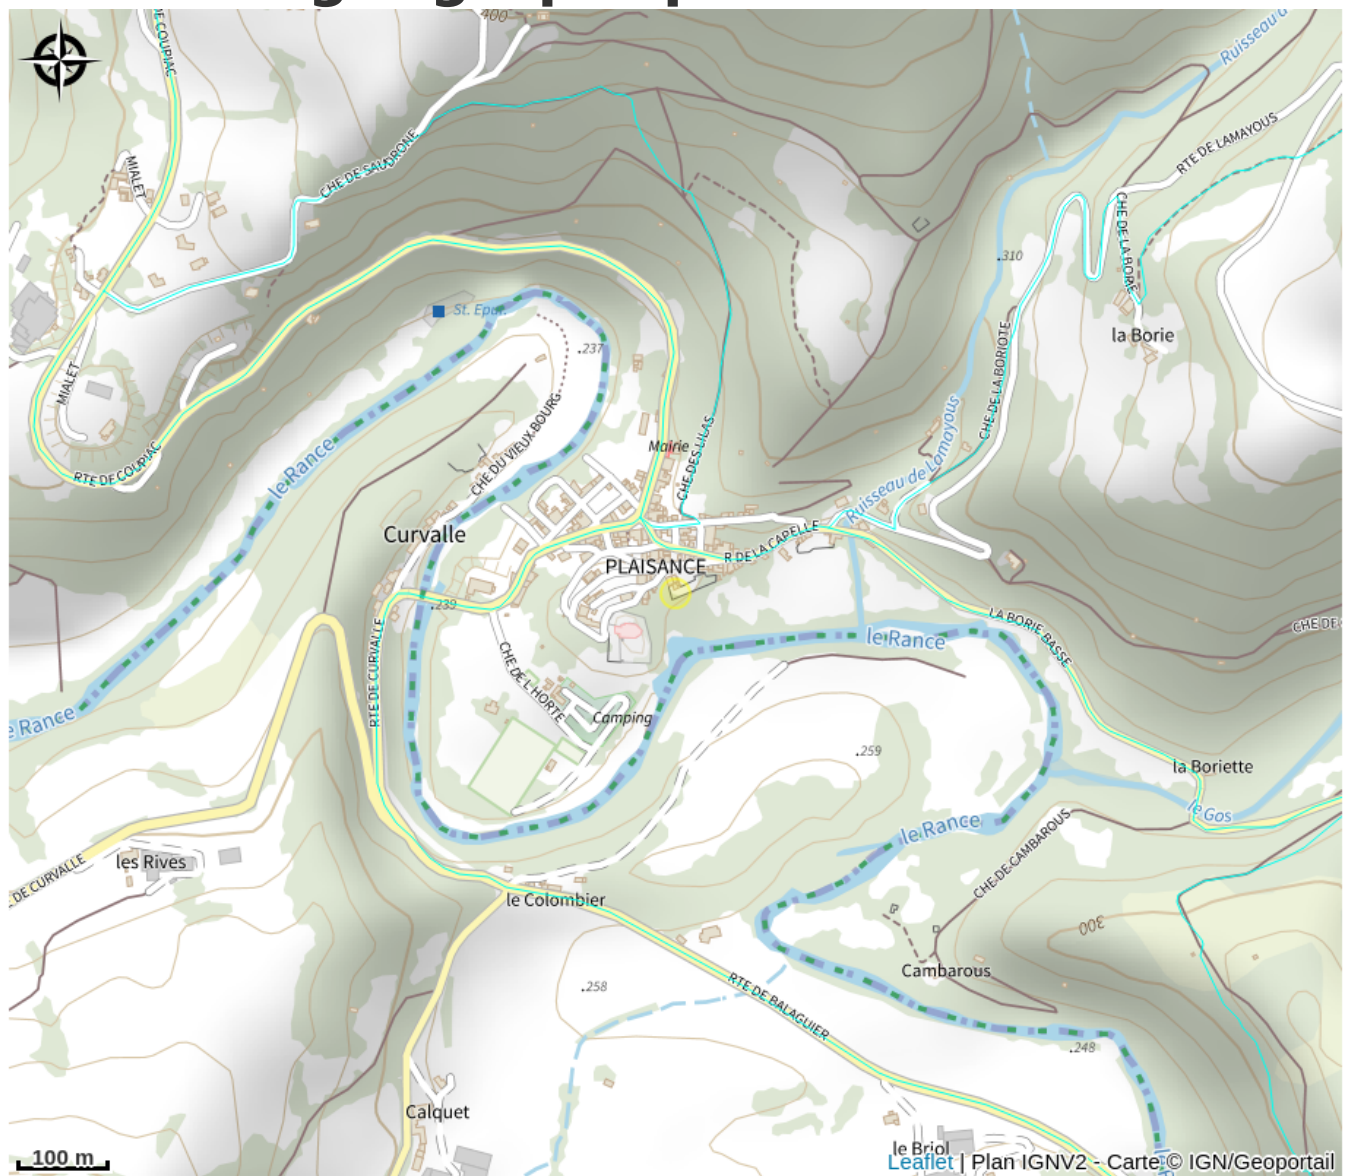 400
DE COUPIAC
Ruisseau d
CHE DE SAUDRONE
RTE DE LAMAYOUS
MIALET
CHE DE LA BORIE
.310
St. Epur.
la Borie
.237
CHE DE LA BORIOTE
MIALET
CHE DU VIEUX-BOURG
Mairie
CHE DES LILAS
Ruisseau de Lomayous
RTE DE COUPIAC
le Rance
Curvalle
R DE LA CAPELLE
PLAISANCE
.239
LA BORIE BASSE
CHE DE
le Rance
RTE DE CURVALLE
CHE DE L'HORTE
Camping
e Rance
.259
la Boriette
le Gos
le Rance
CHE-DE-CAMBAROUS
les Rives
DE CURVALLE
le Colombier
300
Cambarous
.258
RTE DE BALAGUIER
.248
Calquet
le Briol
100 m
Leaflet | Plan IGNV2 - Carte © IGN/Geoportail